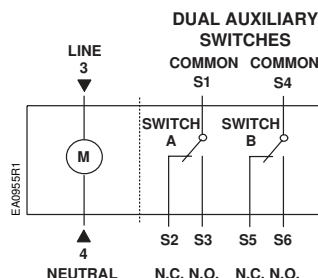 DUAL AUXILIARY
SWITCHES
LINE
3
COMMON COMMON
S1 S4
SWITCH
A
SWITCH
B
M
EA0955R1
4
NEUTRAL
S2 S3 S5 S6
N.C. N.O. N.C. N.O.